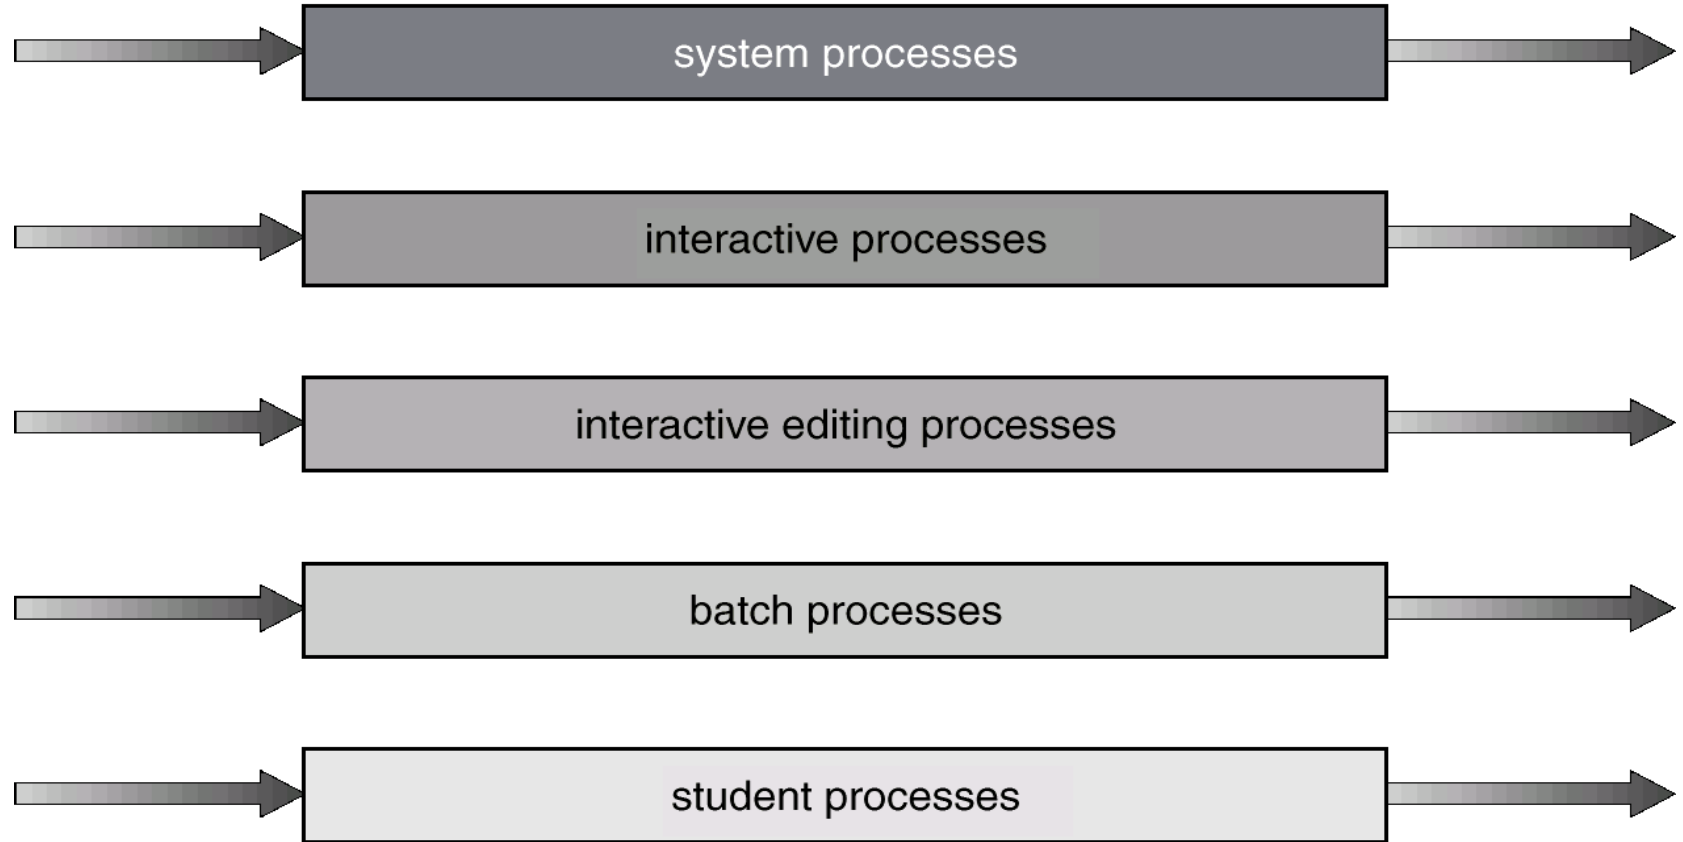 system processes
interactive processes
interactive editing processes
batch processes
student processes